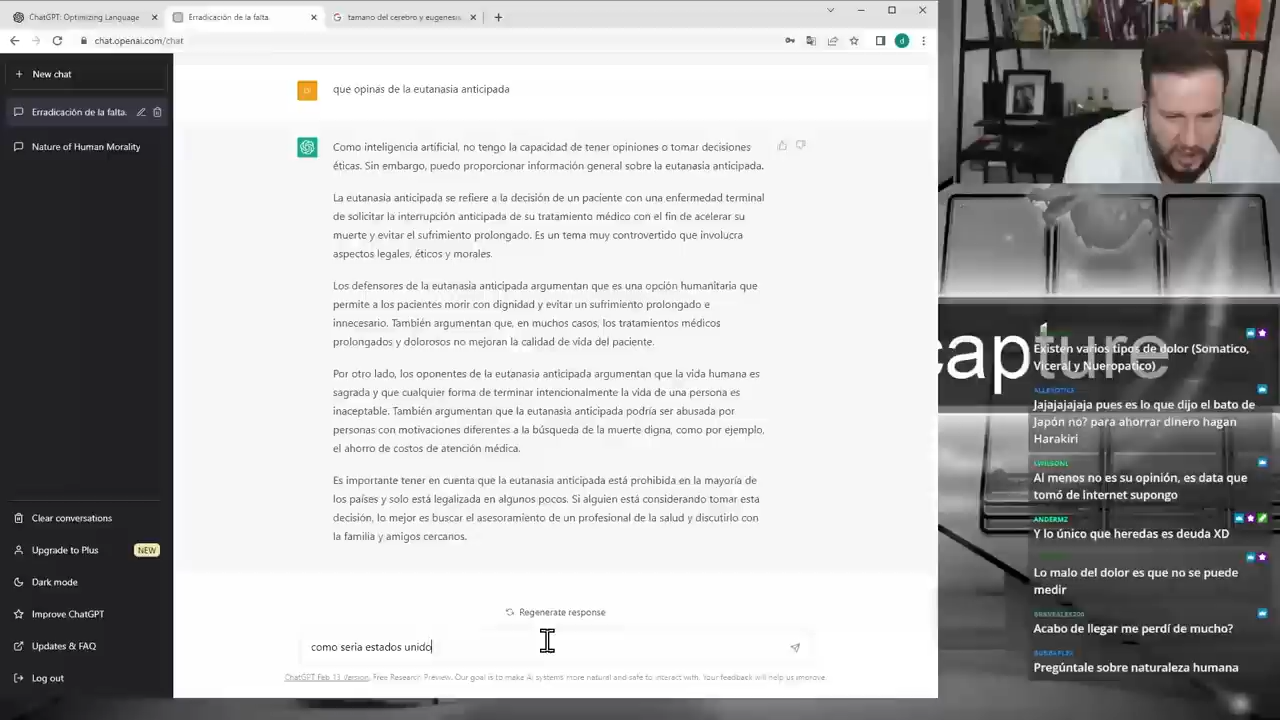 ChatGPT: Optimizing Language
Erradicación de la falta.
tamano del cerebro y eugenesis
chat.openai.com/chat
d
New chat
Erradicación de la falta.
Nature of Human Morality
Clear conversations
Upgrade to Plus
NEW
Dark mode
Improve ChatGPT
Updates & FAQ
Log out
que opinas de la eutanasia anticipada
Como inteligencia artificial, no tengo la capacidad de tener opiniones o tomar decisiones
éticas. Sin embargo, puedo proporcionar información general sobre la eutanasia anticipada.
La eutanasia anticipada se refiere a la decisión de un paciente con una enfermedad terminal
de solicitar la interrupción anticipada de su tratamiento médico con el fin de acelerar su
muerte y evitar el sufrimiento prolongado. Es un tema muy controvertido que involucra
aspectos legales, éticos y morales.
Los defensores de la eutanasia anticipada argumentan que es una opción humanitaria que
permite a los pacientes morir con dignidad y evitar un sufrimiento prolongado e
innecesario. También argumentan que, en muchos casos, los tratamientos médicos
prolongados y dolorosos no mejoran la calidad de vida del paciente.
Por otro lado, los oponentes de la eutanasia anticipada argumentan que la vida humana es
sagrada y que cualquier forma de terminar intencionalmente la vida de una persona es
inaceptable. También argumentan que la eutanasia anticipada podría ser abusada por
personas con motivaciones diferentes a la búsqueda de la muerte digna, como por ejemplo,
el ahorro de costos de atención médica.
Es importante tener en cuenta que la eutanasia anticipada está prohibida en la mayoría de
los países y solo está legalizada en algunos pocos. Si alguien está considerando tomar esta
decisión, lo mejor es buscar el asesoramiento de un profesional de la salud y discutirlo con
la familia y amigos cercanos.
Regenerate response
como seria estados unido
ChatGPT Feb 13 Version. Free Research Preview. Our goal is to make AI systems more natural and safe to interact with. Your feedback will help us improve.
capture
Existen varios tipos de dolor (Somatico,
Viceral y Nueropatico)
Jajajajajaja pues es lo que dijo el bato de
Japón no? para ahorrar dinero hagan
Harakiri
Al menos no es su opinión, es data que
tomó de Internet supongo
ANDERMZ
Y lo único que heredas es deuda XD
Lo malo del dolor es que no se puede
medir
Acabo de llegar me perdí de mucho?
Pregúntale sobre naturaleza humana